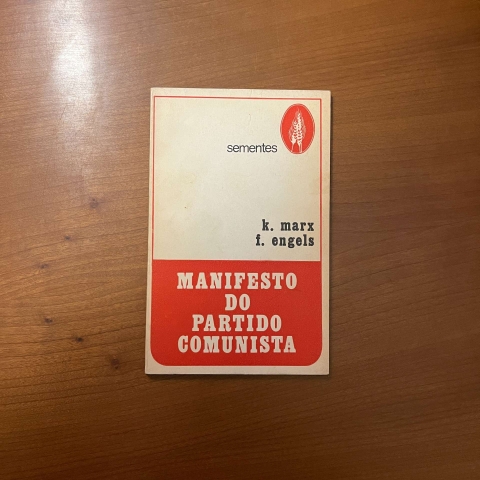 sementes
k. marx
f. engels
MANIFESTO
DO
PARTIDO
COMUNISTA